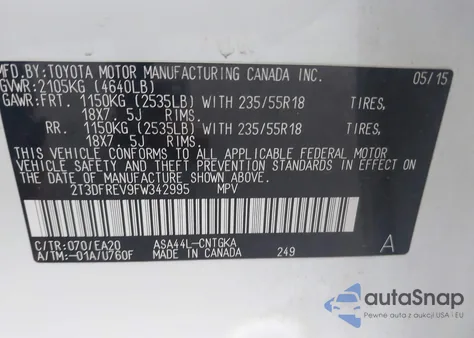 MFD.BY:TOYOTA MOTOR MANUFACTURING CANADA INC. 05/15
GVWR:2105KG (4640LB)
GAWR:FRT. 1150KG (2535LB) WITH 235/55R18 TIRES,
18X7. 5J RIMS.
RR. 1150KG (2535LB) WITH 235/55R18 TIRES,
18X7. 5J RIMS.
THIS VEHICLE CONFORMS TO ALL APPLICABLE FEDERAL MOTOR
VEHICLE SAFETY AND THEFT PREVENTION STANDARDS IN EFFECT
ON THE DATE OF MANUFACTURE SHOWN ABOVE.
2T3DFREV9FW342995 MPV
C/TR:070/EA20 ASA44L-CNTGKA A
A/TM:-01A/U760F MADE IN CANADA 249
autoSnap
Pewne auta z aukcji USA i EU